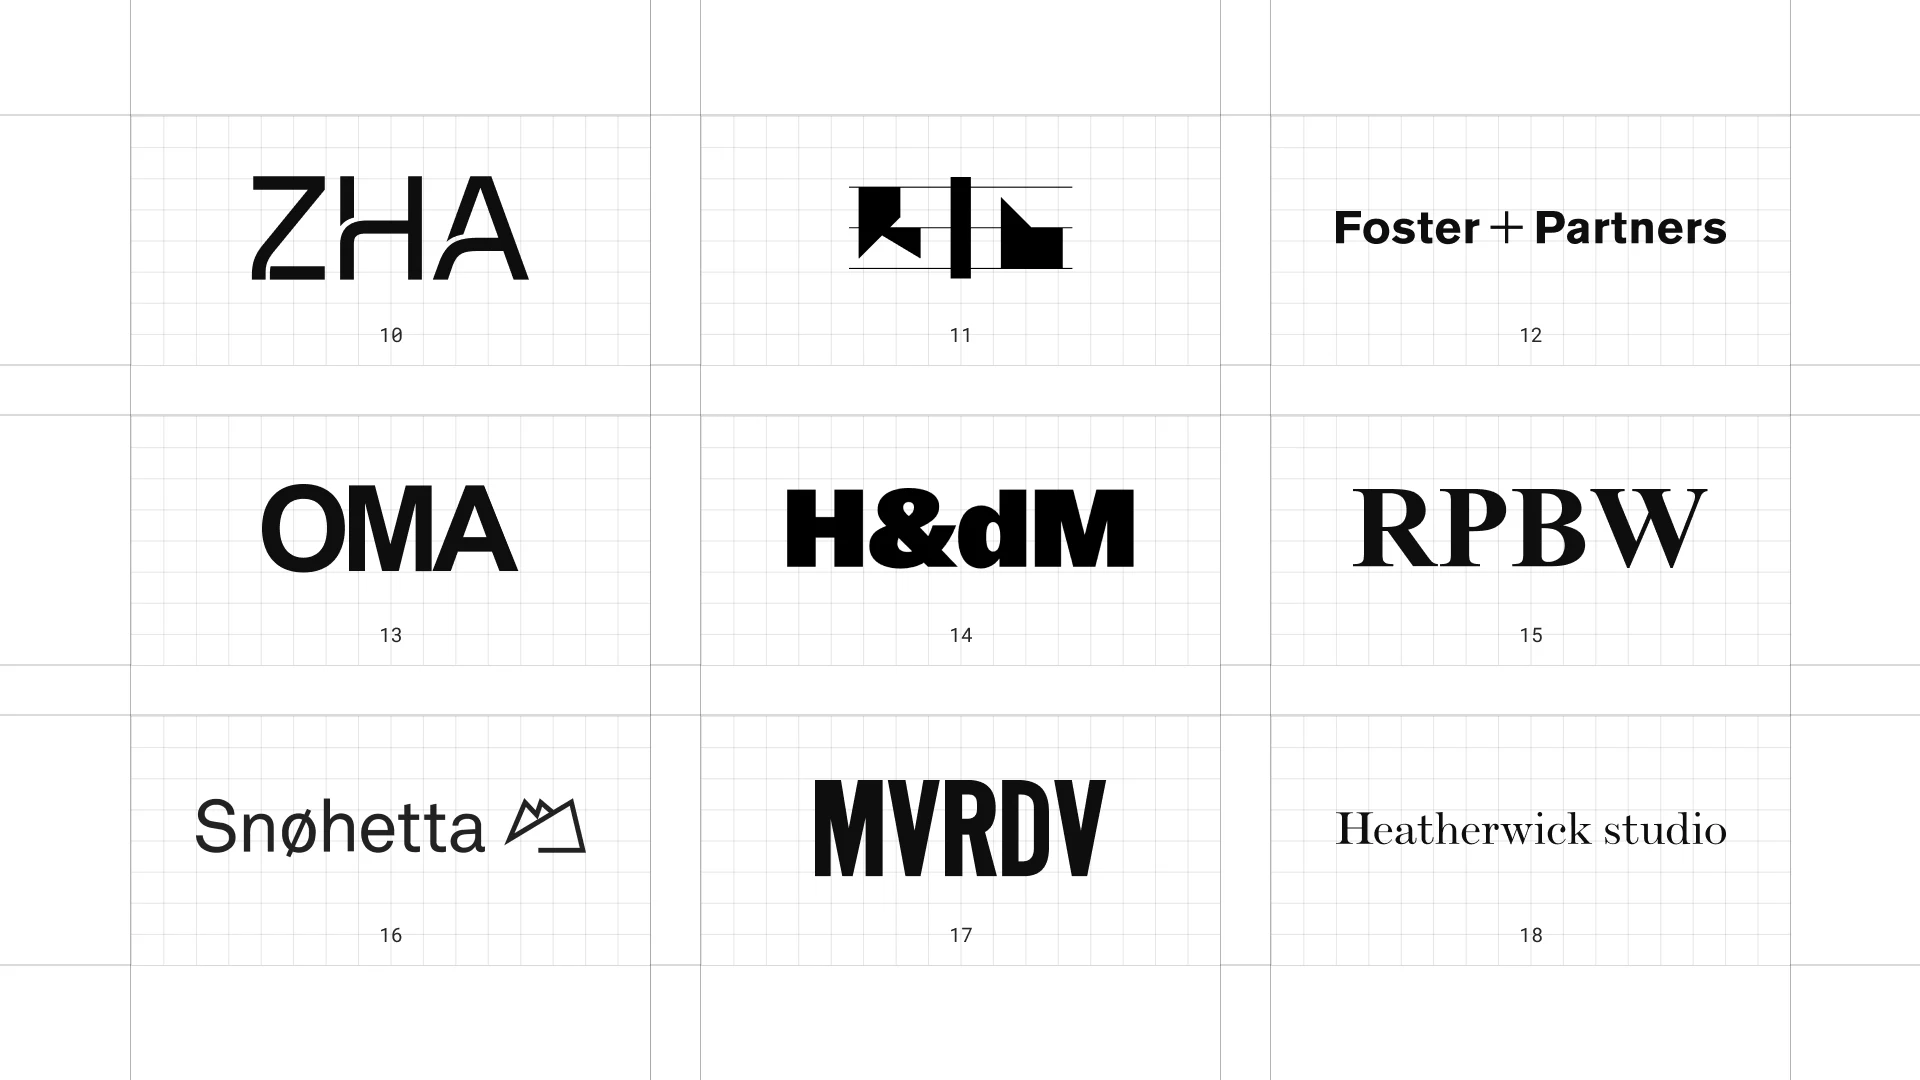 ZHA
10
11
Foster + Partners
12
OMA
13
H&dM
14
RPBW
15
Snøhetta
16
MVRDV
17
Heatherwick studio
18